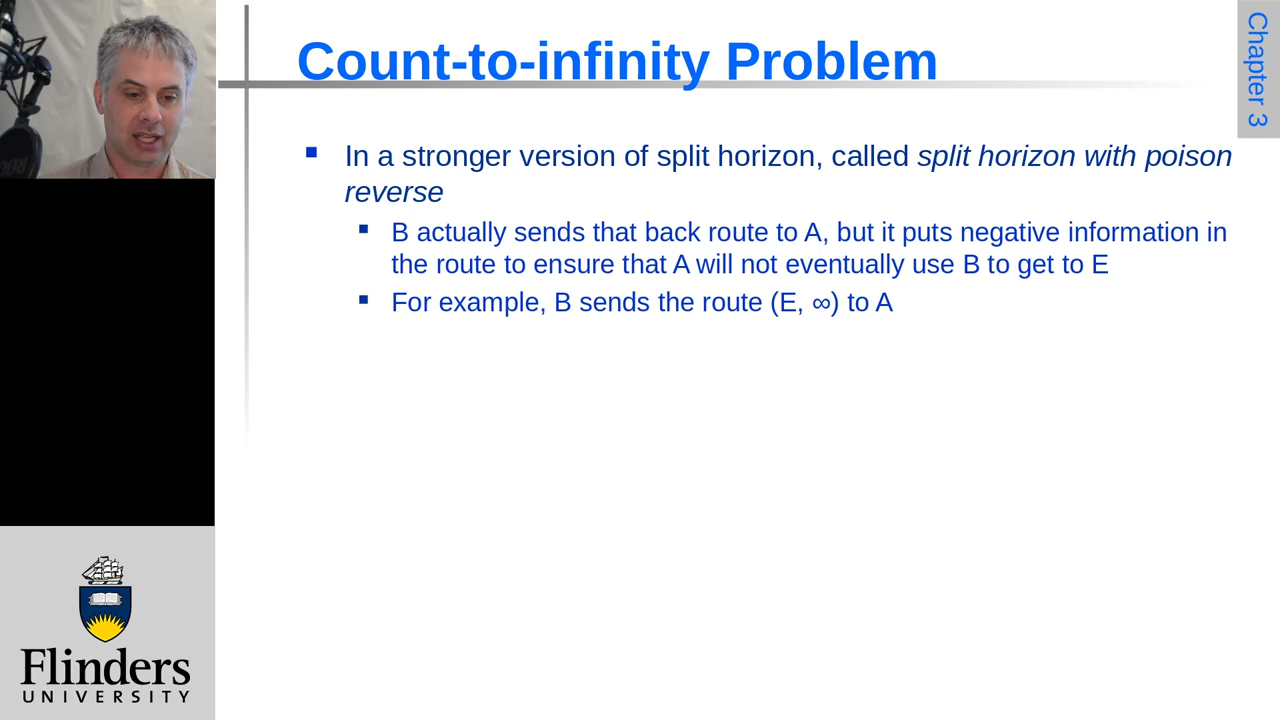 Count-to-infinity Problem
Chapter 3
In a stronger version of split horizon, called split horizon with poison
reverse
B actually sends that back route to A, but it puts negative information in
the route to ensure that A will not eventually use B to get to E
For example, B sends the route (E, ∞) to A
Flinders
UNIVERSITY